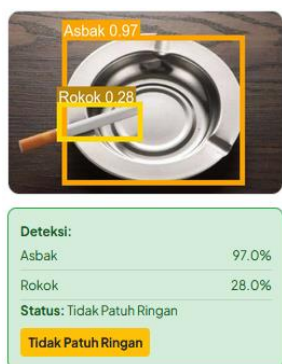 Asbak 0.97
Rokok 0.28
Deteksi:
Asbak 97.0%
Rokok 28.0%
Status: Tidak Patuh Ringan
Tidak Patuh Ringan